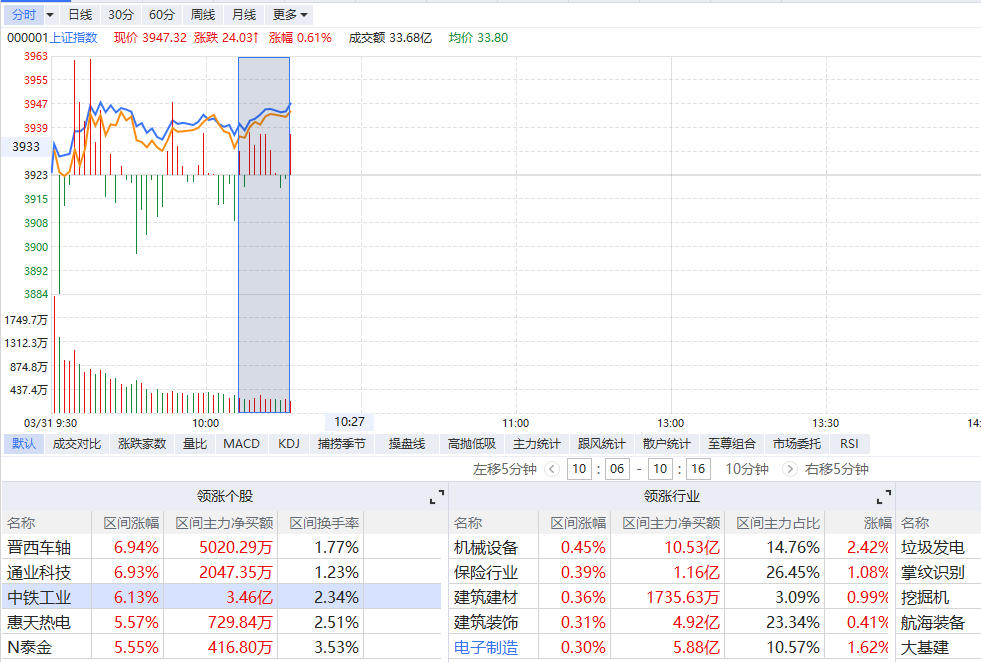 分时 日线 30分 60分 周线 月线 更多
000001上证指数 现价 3947.32 涨跌 24.03↑ 涨幅 0.61% 成交额 33.68亿 均价 33.80
3963
3955
3947
3939
3933
3923
3915
3908
3900
3892
3884
1749.7万
1312.3万
874.8万
437.4万
03/31 9:30 10:00 10:27 11:00 13:00 13:30 14:
默认 成交对比 涨跌家数 量比 MACD KDJ 捕捞季节 操盘线 高抛低吸 主力统计 跟风统计 散户统计 至尊组合 市场委托 RSI
左移5分钟 10 : 06 - 10 : 16 10分钟 右移5分钟
领涨个股 领涨行业
名称 区间涨幅 区间主力净买额 区间换手率 名称 区间涨幅 区间主力净买额 区间主力占比 涨幅 名称
晋西车轴 6.94% 5020.29万 1.77% 机械设备 0.45% 10.53亿 14.76% 2.42% 垃圾发电
通业科技 6.93% 2047.35万 1.23% 保险行业 0.39% 1.16亿 26.45% 1.08% 掌纹识别
中铁工业 6.13% 3.46亿 2.34% 建筑建材 0.36% 1735.63万 3.09% 0.99% 挖掘机
惠天热电 5.57% 729.84万 2.51% 建筑装饰 0.31% 4.92亿 23.34% 0.41% 航海装备
N泰金 5.55% 416.80万 3.53% 电子制造 0.30% 5.88亿 10.57% 1.62% 大基建